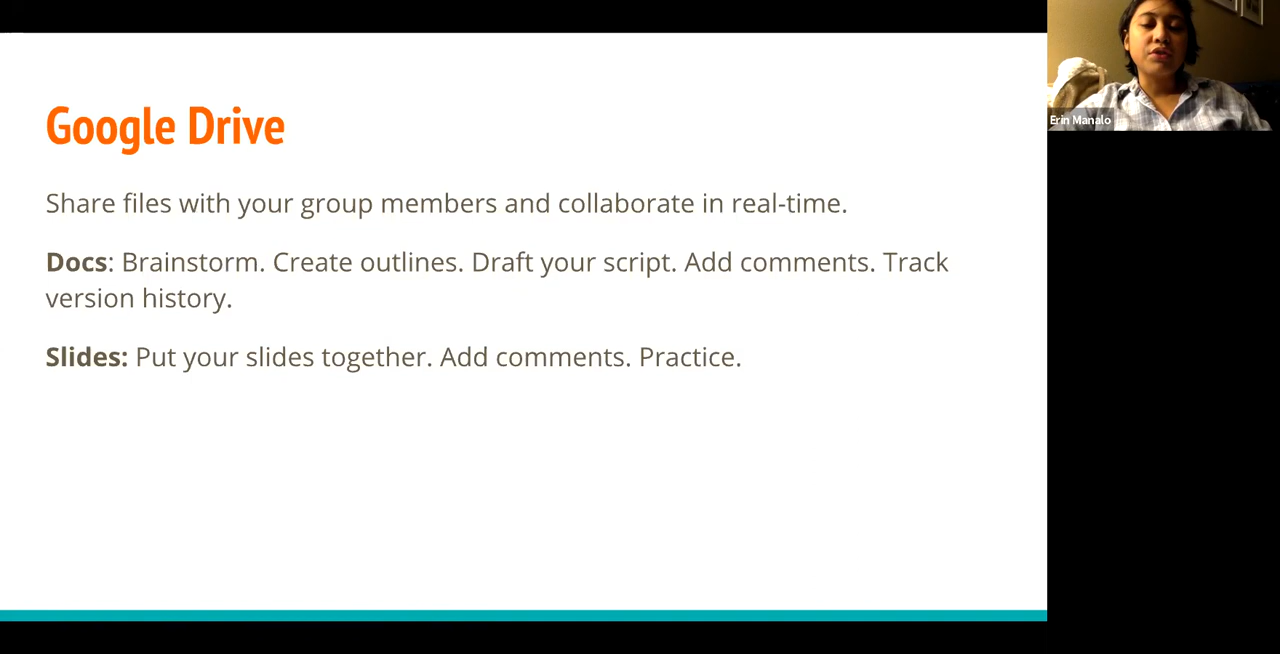 Google Drive
Share files with your group members and collaborate in real-time.
Docs: Brainstorm. Create outlines. Draft your script. Add comments. Track
version history.
Slides: Put your slides together. Add comments. Practice.
Erin Manalo